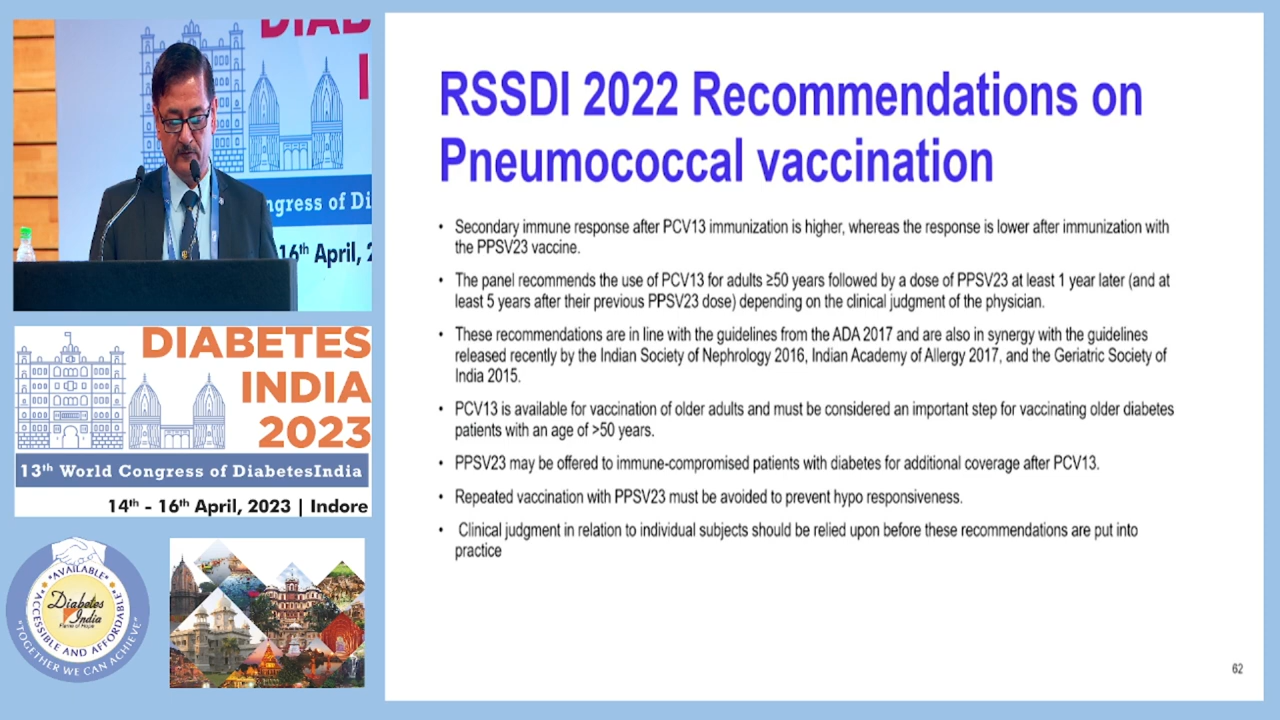 DIAB
I
ngress of Di
16th April, 2
DIABETES
INDIA
2023
13th World Congress of DiabetesIndia
14th - 16th April, 2023 | Indore
*AVAILABLE*
*ACCESSIBLE AND AFFORDABLE*
Diabetes
India
Flame of Hope
"TOGETHER WE CAN ACHIEVE"
RSSDI 2022 Recommendations on
Pneumococcal vaccination
• Secondary immune response after PCV13 immunization is higher, whereas the response is lower after immunization with
the PPSV23 vaccine.
• The panel recommends the use of PCV13 for adults ≥50 years followed by a dose of PPSV23 at least 1 year later (and at
least 5 years after their previous PPSV23 dose) depending on the clinical judgment of the physician.
• These recommendations are in line with the guidelines from the ADA 2017 and are also in synergy with the guidelines
released recently by the Indian Society of Nephrology 2016, Indian Academy of Allergy 2017, and the Geriatric Society of
India 2015.
• PCV13 is available for vaccination of older adults and must be considered an important step for vaccinating older diabetes
patients with an age of >50 years.
• PPSV23 may be offered to immune-compromised patients with diabetes for additional coverage after PCV13.
• Repeated vaccination with PPSV23 must be avoided to prevent hypo responsiveness.
• Clinical judgment in relation to individual subjects should be relied upon before these recommendations are put into
practice
62